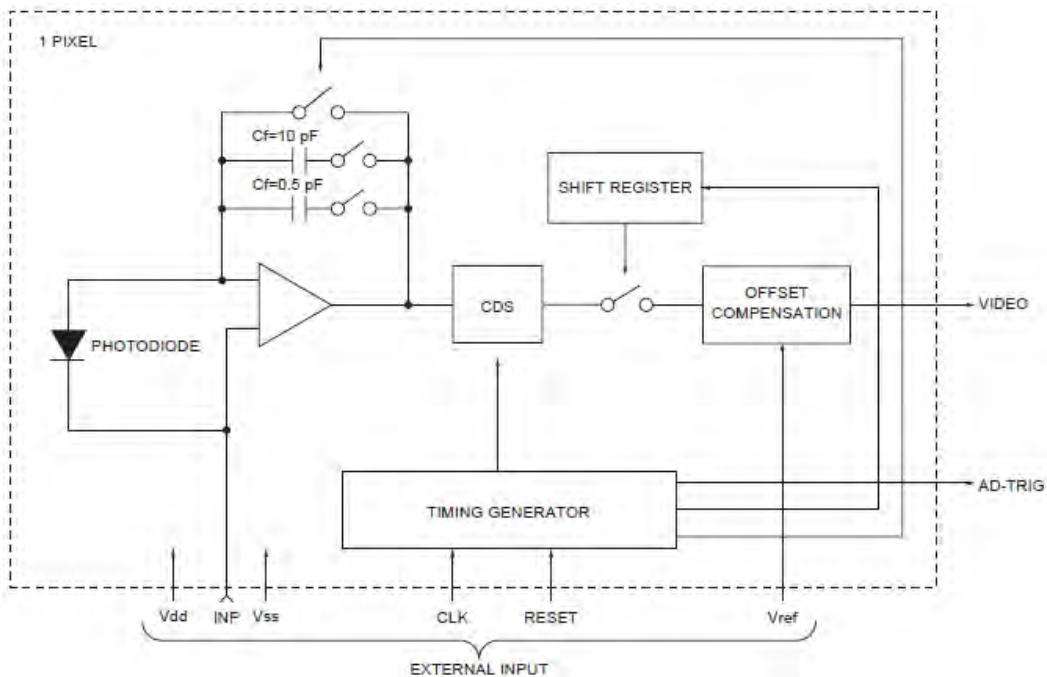 1 PIXEL
Cf=10 pF
Cf=0.5 pF
SHIFT REGISTER
PHOTODIODE
CDS
OFFSET
COMPENSATION
VIDEO
TIMING GENERATOR
AD-TRIG
Vdd
INP
Vss
CLK
RESET
Vref
EXTERNAL INPUT